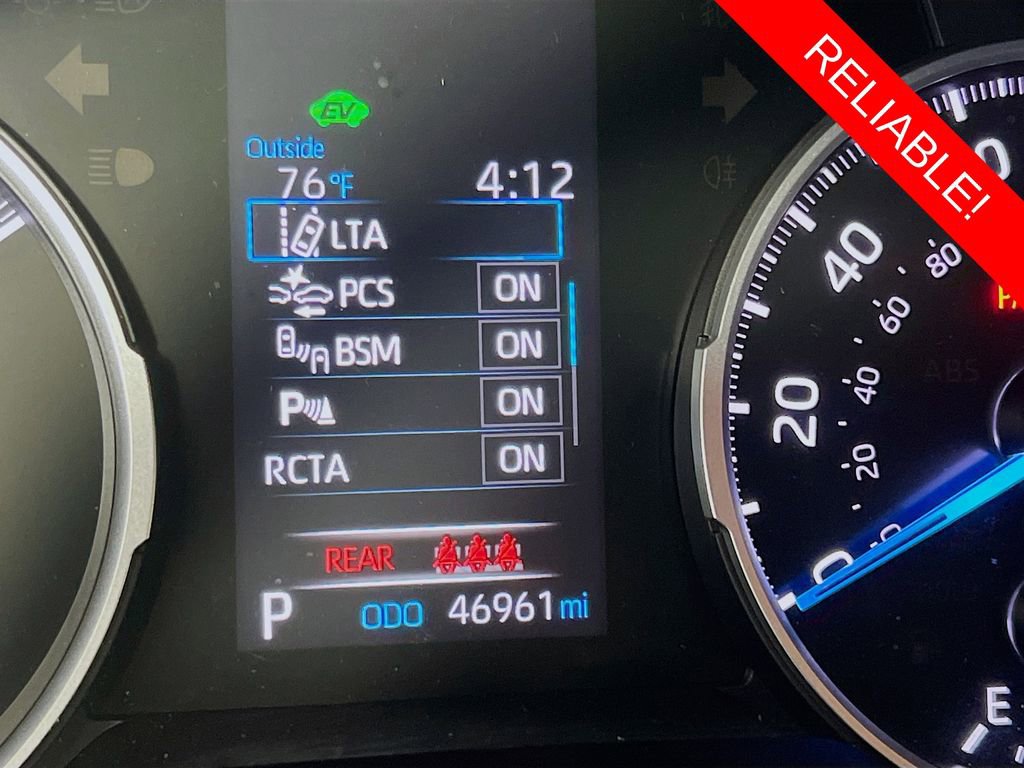 RELIABLE!
EV
Outside
76°F 4:12
LTA
PCS ON
BSM ON
P ON
RCTA ON
REAR
P ODO 46961 mi
40
80
60
ABS
20
40
20
0
E